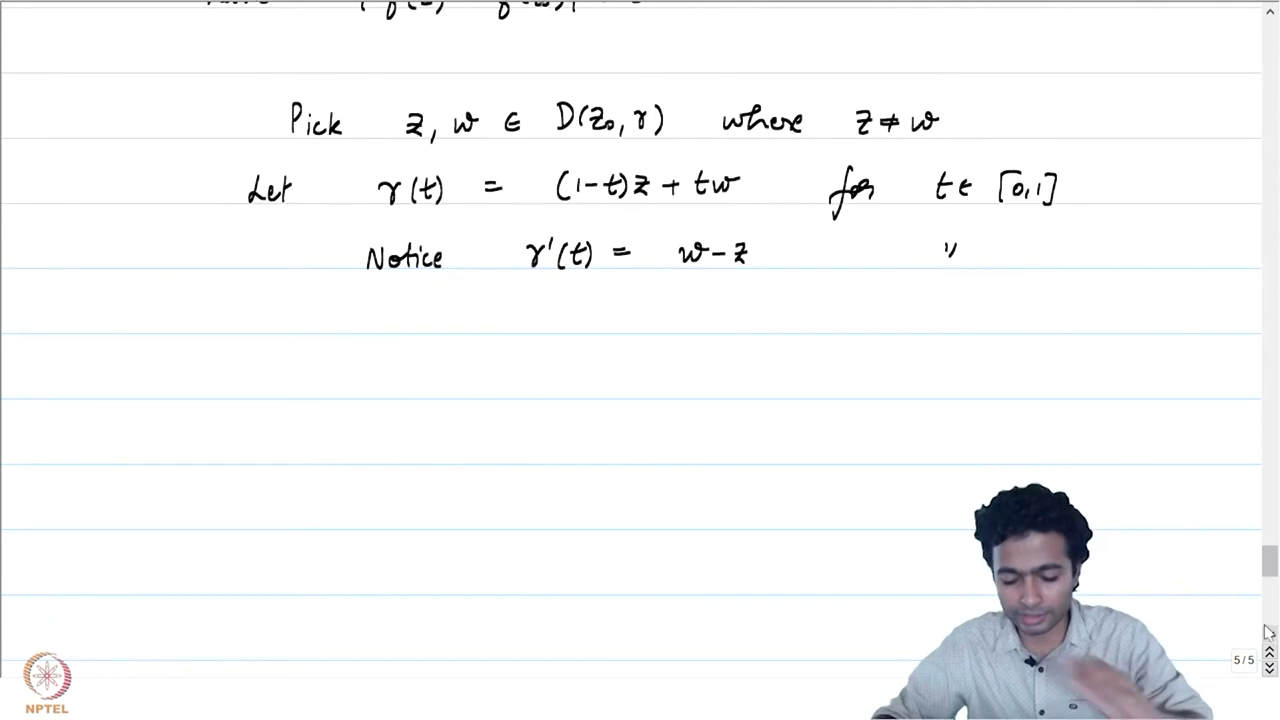 Pick z, w ∈ D(z₀, r) where z ≠ w
Let γ(t) = (1-t)z + tw for t ∈ [0,1]
Notice γ'(t) = w - z "
5 / 5
NPTEL